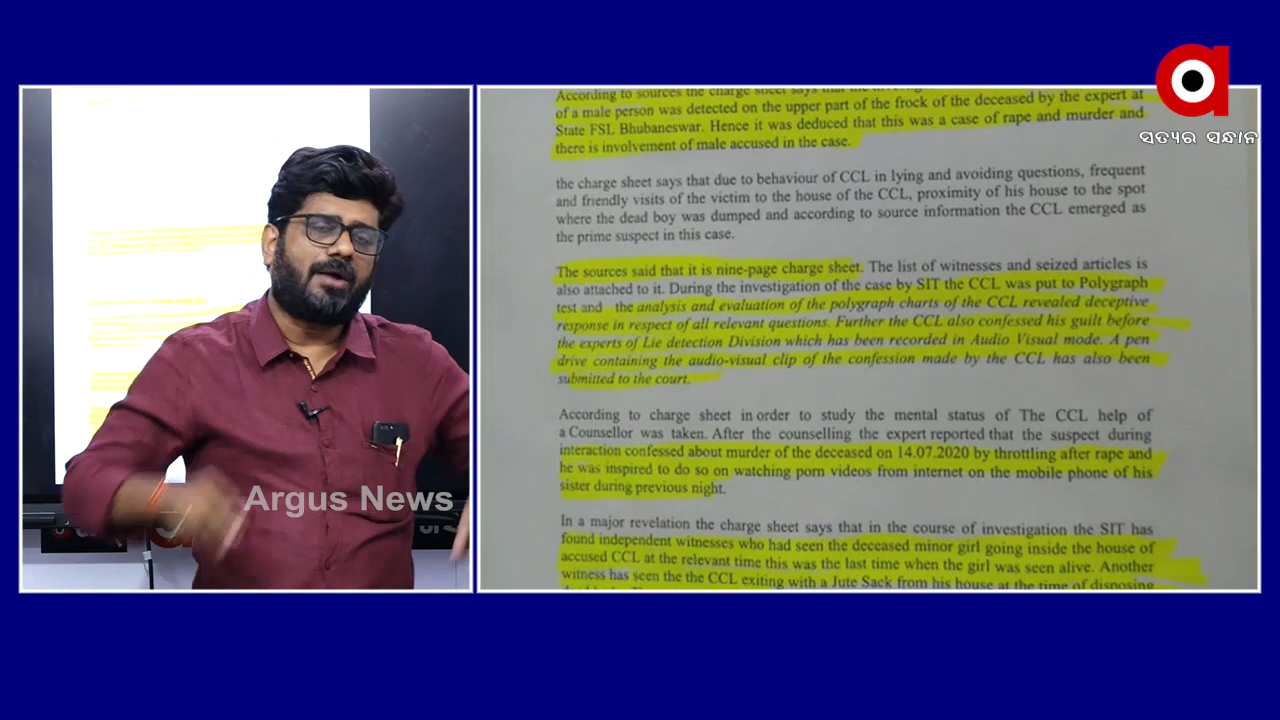 ସତ୍ୟର ସନ୍ଧାନ
According to sources the charge sheet says that the
of a male person was detected on the upper part of the frock of the deceased by the expert at
State FSL Bhubaneswar. Hence it was deduced that this was a case of rape and murder and
there is involvement of male accused in the case.
the charge sheet says that due to behaviour of CCL in lying and avoiding questions, frequent
and friendly visits of the victim to the house of the CCL, proximity of his house to the spot
where the dead boy was dumped and according to source information the CCL emerged as
the prime suspect in this case.
The sources said that it is nine-page charge sheet. The list of witnesses and seized articles is
also attached to it. During the investigation of the case by SIT the CCL was put to Polygraph
test and the analysis and evaluation of the polygraph charts of the CCL revealed deceptive
response in respect of all relevant questions. Further the CCL also confessed his guilt before
the experts of Lie detection Division which has been recorded in Audio Visual mode. A pen
drive containing the audio-visual clip of the confession made by the CCL has also been
submitted to the court.
According to charge sheet in order to study the mental status of The CCL help of
a Counsellor was taken. After the counselling the expert reported that the suspect during
interaction confessed about murder of the deceased on 14.07.2020 by throttling after rape and
he was inspired to do so on watching porn videos from internet on the mobile phone of his
sister during previous night.
In a major revelation the charge sheet says that in the course of investigation the SIT has
found independent witnesses who had seen the deceased minor girl going inside the house of
accused CCL at the relevant time this was the last time when the girl was seen alive. Another
witness has seen the the CCL exiting with a Jute Sack from his house at the time of disposing
Argus News